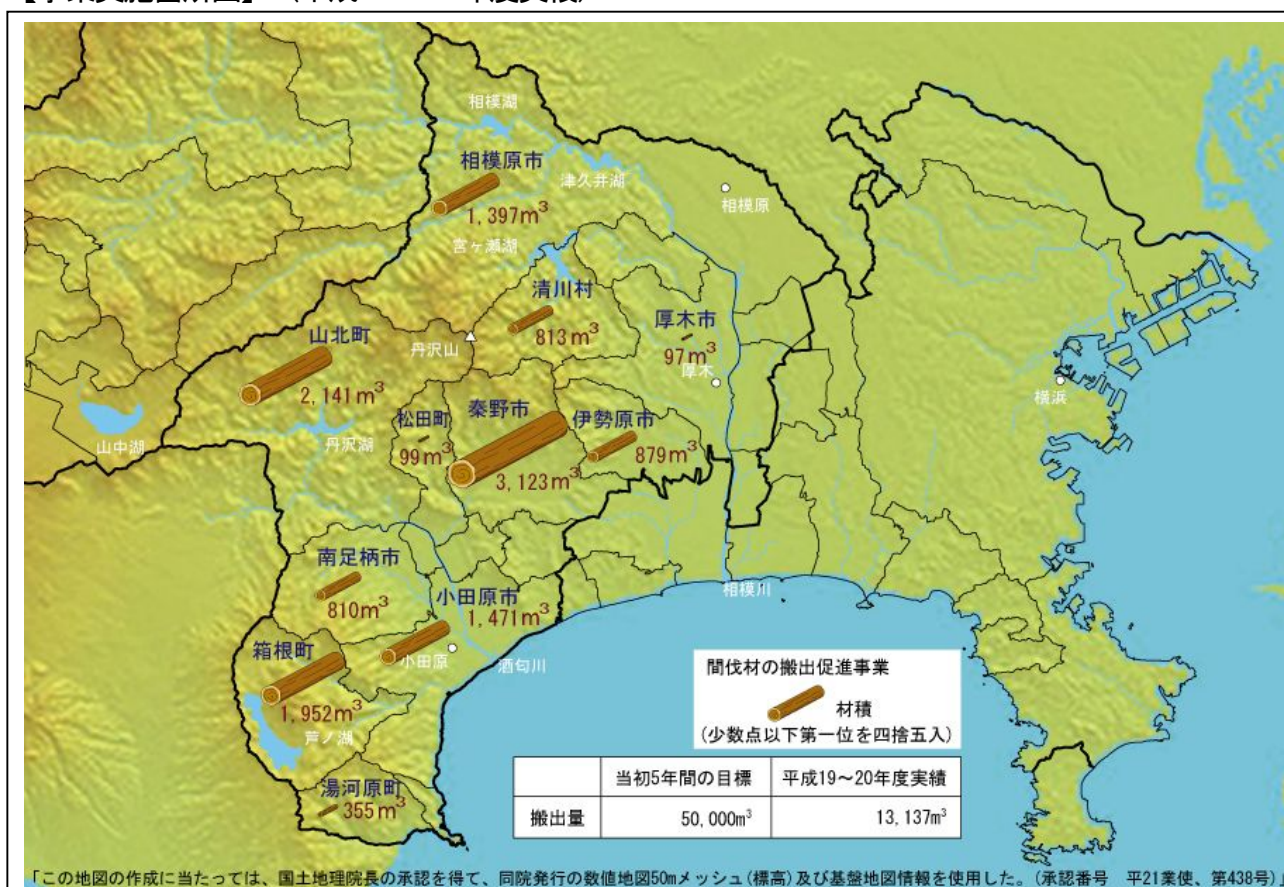 相模湖
相模原市
1,397m³
津久井湖
相模原
宮ヶ瀬湖
清川村
813m³
厚木市
97m³
厚木
山北町
2,141m³
丹沢山
山中湖
丹沢湖
松田町
99m³
秦野市
3,123m³
伊勢原市
879m³
横浜
南足柄市
810m³
小田原市
1,471m³
小田原
酒匂川
相模川
箱根町
1,952m³
芦ノ湖
湯河原町
355m³
間伐材の搬出促進事業
材積
(少数点以下第一位を四捨五入)
当初5年間の目標 平成19～20年度実績
搬出量 50,000m³ 13,137m³
「この地図の作成に当たっては、国土地理院長の承認を得て、同院発行の数値地図50mメッシュ(標高)及び基盤地図情報を使用した。(承認番号 平21業使、第438号)